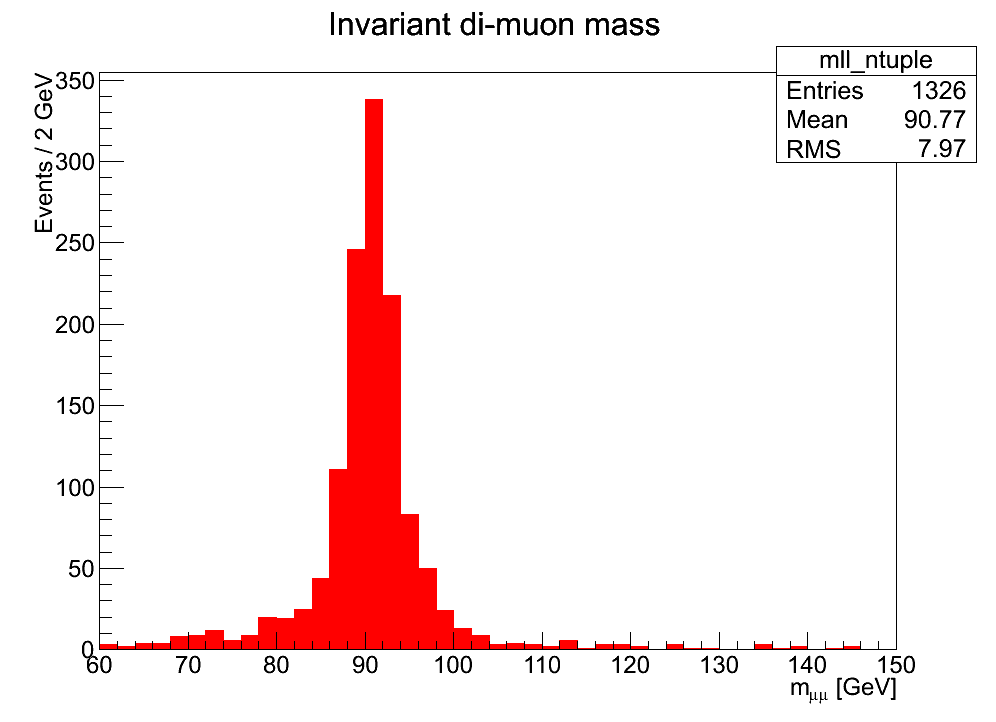 Invariant di-muon mass
mll_ntuple
Entries 1326
Mean 90.77
RMS 7.97
Events / 2 GeV
350
300
250
200
150
100
50
0
60 70 80 90 100 110 120 130 140 150
mμμ [GeV]